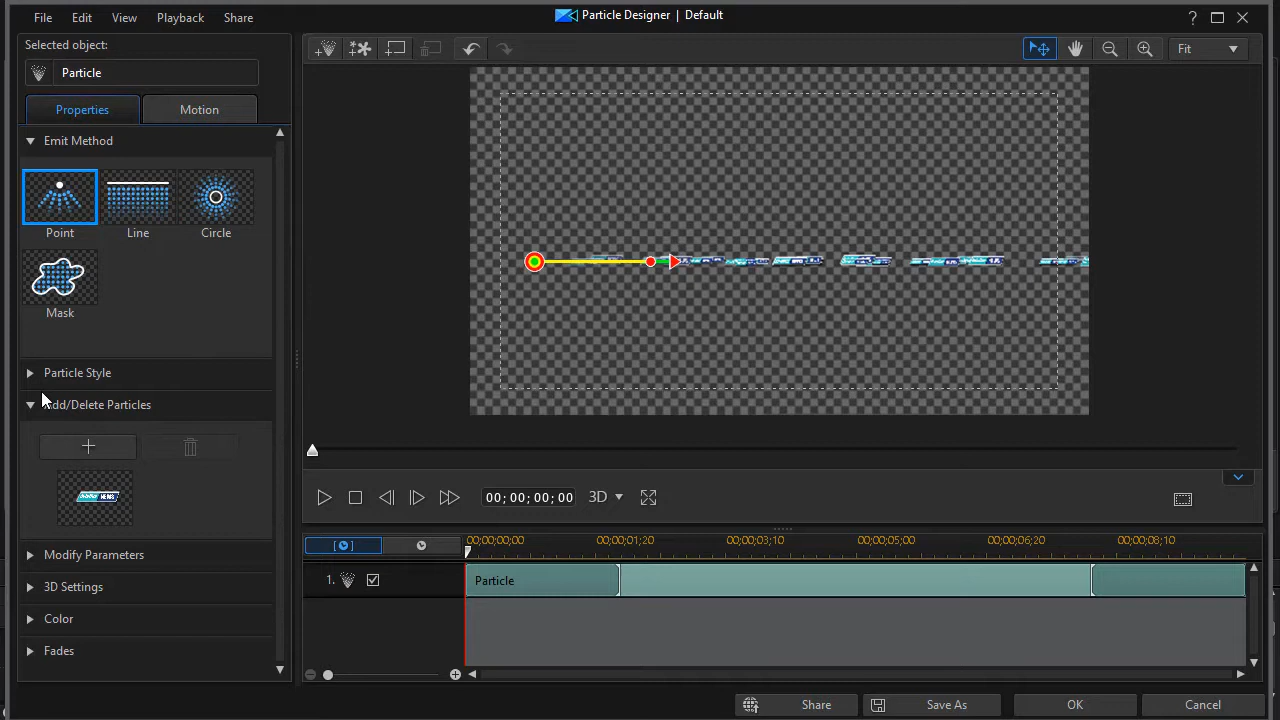 File Edit View Playback Share
Particle Designer | Default
Selected object:
Particle
Fit
Properties Motion
Emit Method
Point Line Circle
Mask
Particle Style
Add/Delete Particles
NEWS
Modify Parameters
3D Settings
Color
Fades
00;00;00;00 3D
00;00;00;00 00;00;01;20 00;00;03;10 00;00;05;00 00;00;06;20 00;00;08;10
1. Particle
Share Save As OK Cancel